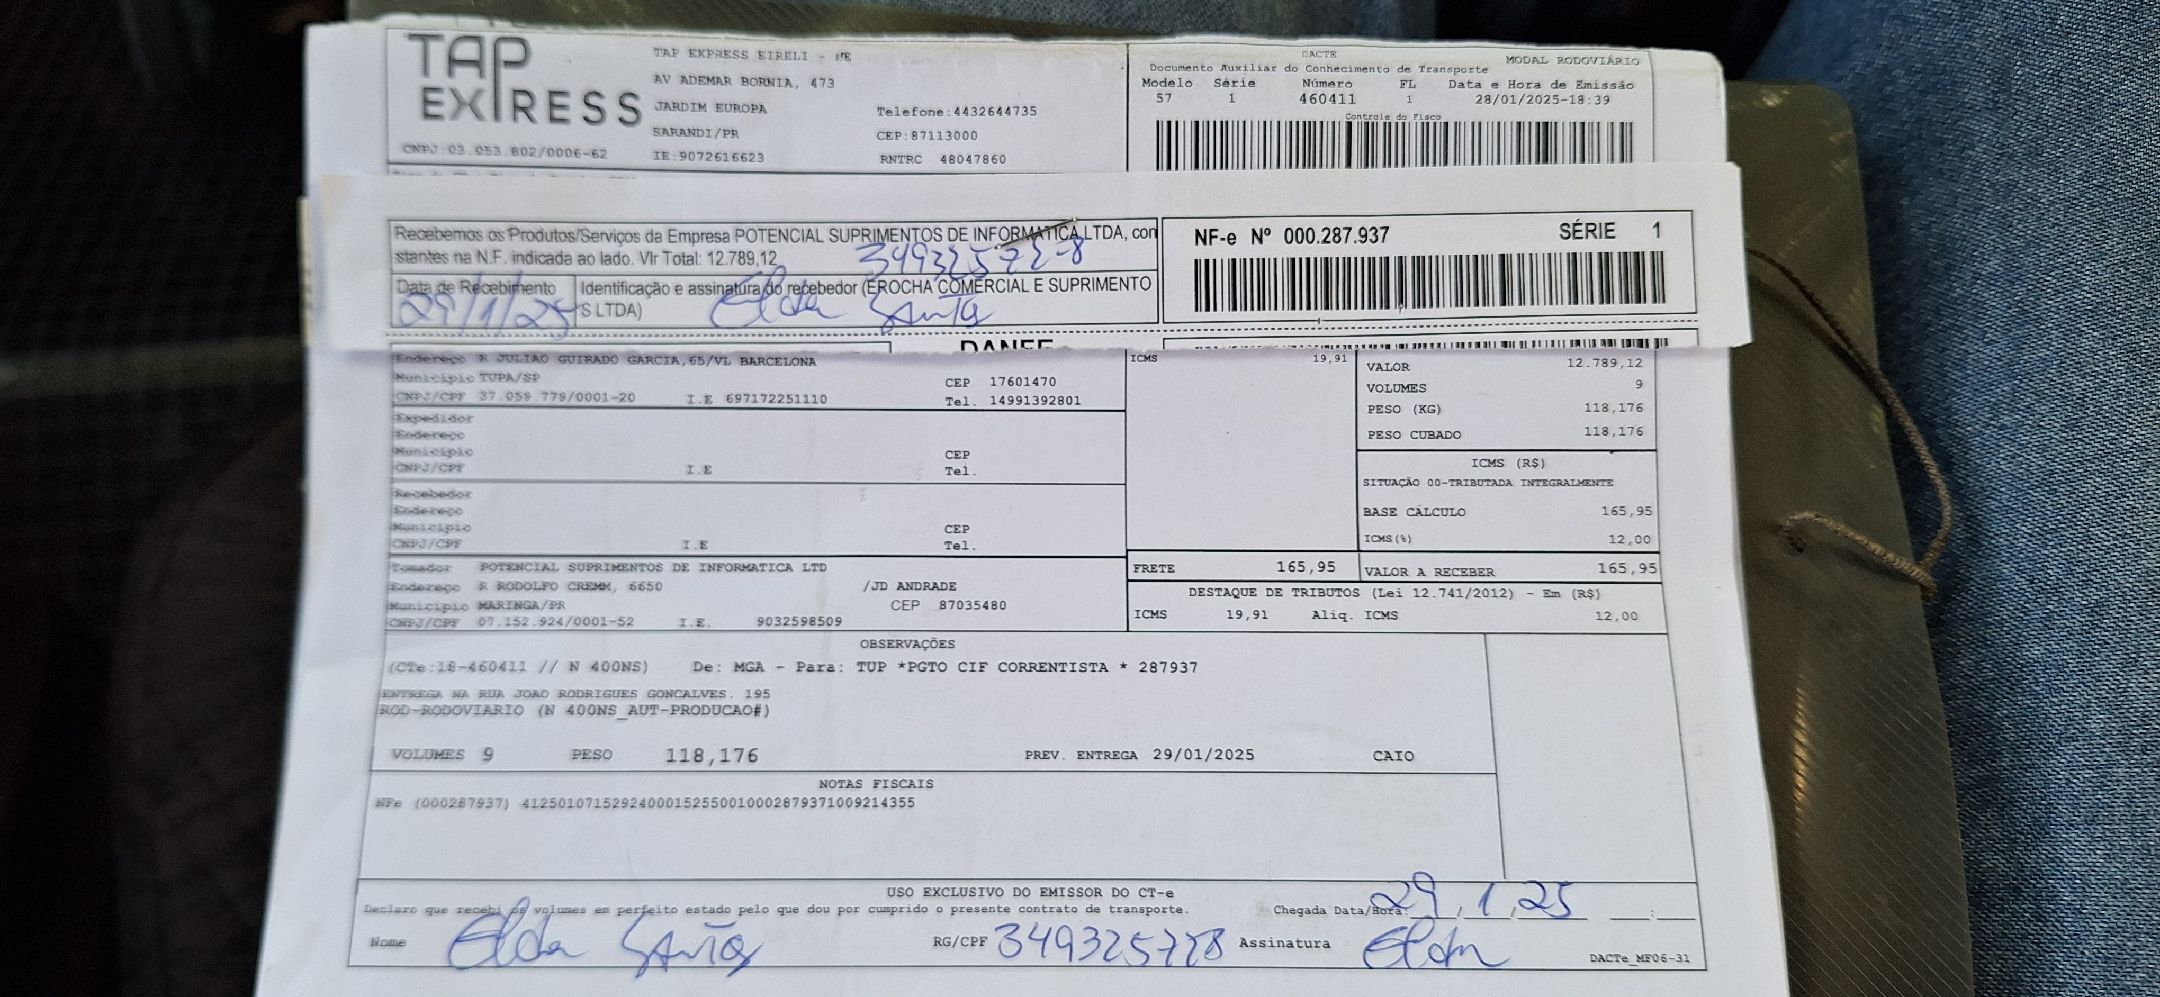 TAP EXPRESS
TAP EXPRESS EIRELI - ME
AV ADEMAR BORNIA, 473
JARDIM EUROPA
SARANDI/PR
IE:9072616623
Telefone:4432644735
CEP:87113000
RNTRC 48047860
CNPJ:03.053.802/0006-62
DACTE
MODAL RODOVIÁRIO
Documento Auxiliar do Conhecimento de Transporte
Modelo Série Número FL Data e Hora de Emissão
57 1 460411 1 28/01/2025-18:39
Controle do Fisco
Recebemos os Produtos/Serviços da Empresa POTENCIAL SUPRIMENTOS DE INFORMATICA LTDA, con
stantes na N.F. indicada ao lado. Vlr Total: 12.789,12
349325728
Data de Recebimento
29/1/25
Identificação e assinatura do recebedor (EROCHA COMERCIAL E SUPRIMENTO
S LTDA)
Elda Santos
NF-e Nº 000.287.937 SÉRIE 1
DANFE
Endereço R JULIAO GUIRADO GARCIA,65/VL BARCELONA
Município TUPA/SP CEP 17601470
CNPJ/CPF 37.059.779/0001-20 I.E 697172251110 Tel. 14991392801
Expedidor
Endereço
Município CEP
CNPJ/CPF I.E Tel.
Recebedor
Endereço
Município CEP
CNPJ/CPF I.E Tel.
Tomador POTENCIAL SUPRIMENTOS DE INFORMATICA LTD
Endereço R RODOLFO CREMM, 6650 /JD ANDRADE
Município MARINGA/PR CEP 87035480
CNPJ/CPF 07.152.924/0001-52 I.E. 9032598509
ICMS 19,91
VALOR 12.789,12
VOLUMES 9
PESO (KG) 118,176
PESO CUBADO 118,176
ICMS (R$)
SITUAÇÃO 00-TRIBUTADA INTEGRALMENTE
BASE CÁLCULO 165,95
ICMS(%) 12,00
FRETE 165,95 VALOR A RECEBER 165,95
DESTAQUE DE TRIBUTOS (Lei 12.741/2012) - Em (R$)
ICMS 19,91 Aliq. ICMS 12,00
OBSERVAÇÕES
(CTe:18-460411 // N 400NS) De: MGA - Para: TUP *PGTO CIF CORRENTISTA * 287937
ENTREGA NA RUA JOAO RODRIGUES GONCALVES. 195
ROD-RODOVIARIO (N 400NS_AUT-PRODUCAO#)
VOLUMES 9 PESO 118,176 PREV. ENTREGA 29/01/2025 CAIO
NOTAS FISCAIS
NFe (000287937) 41250107152924000152550010002879371009214355
USO EXCLUSIVO DO EMISSOR DO CT-e
Declaro que recebi os volumes em perfeito estado pelo que dou por cumprido o presente contrato de transporte. Chegada Data/Hora: 29,1,25 :
Nome Elda Santos RG/CPF 349325728 Assinatura Elda
DACTe_MF06-31